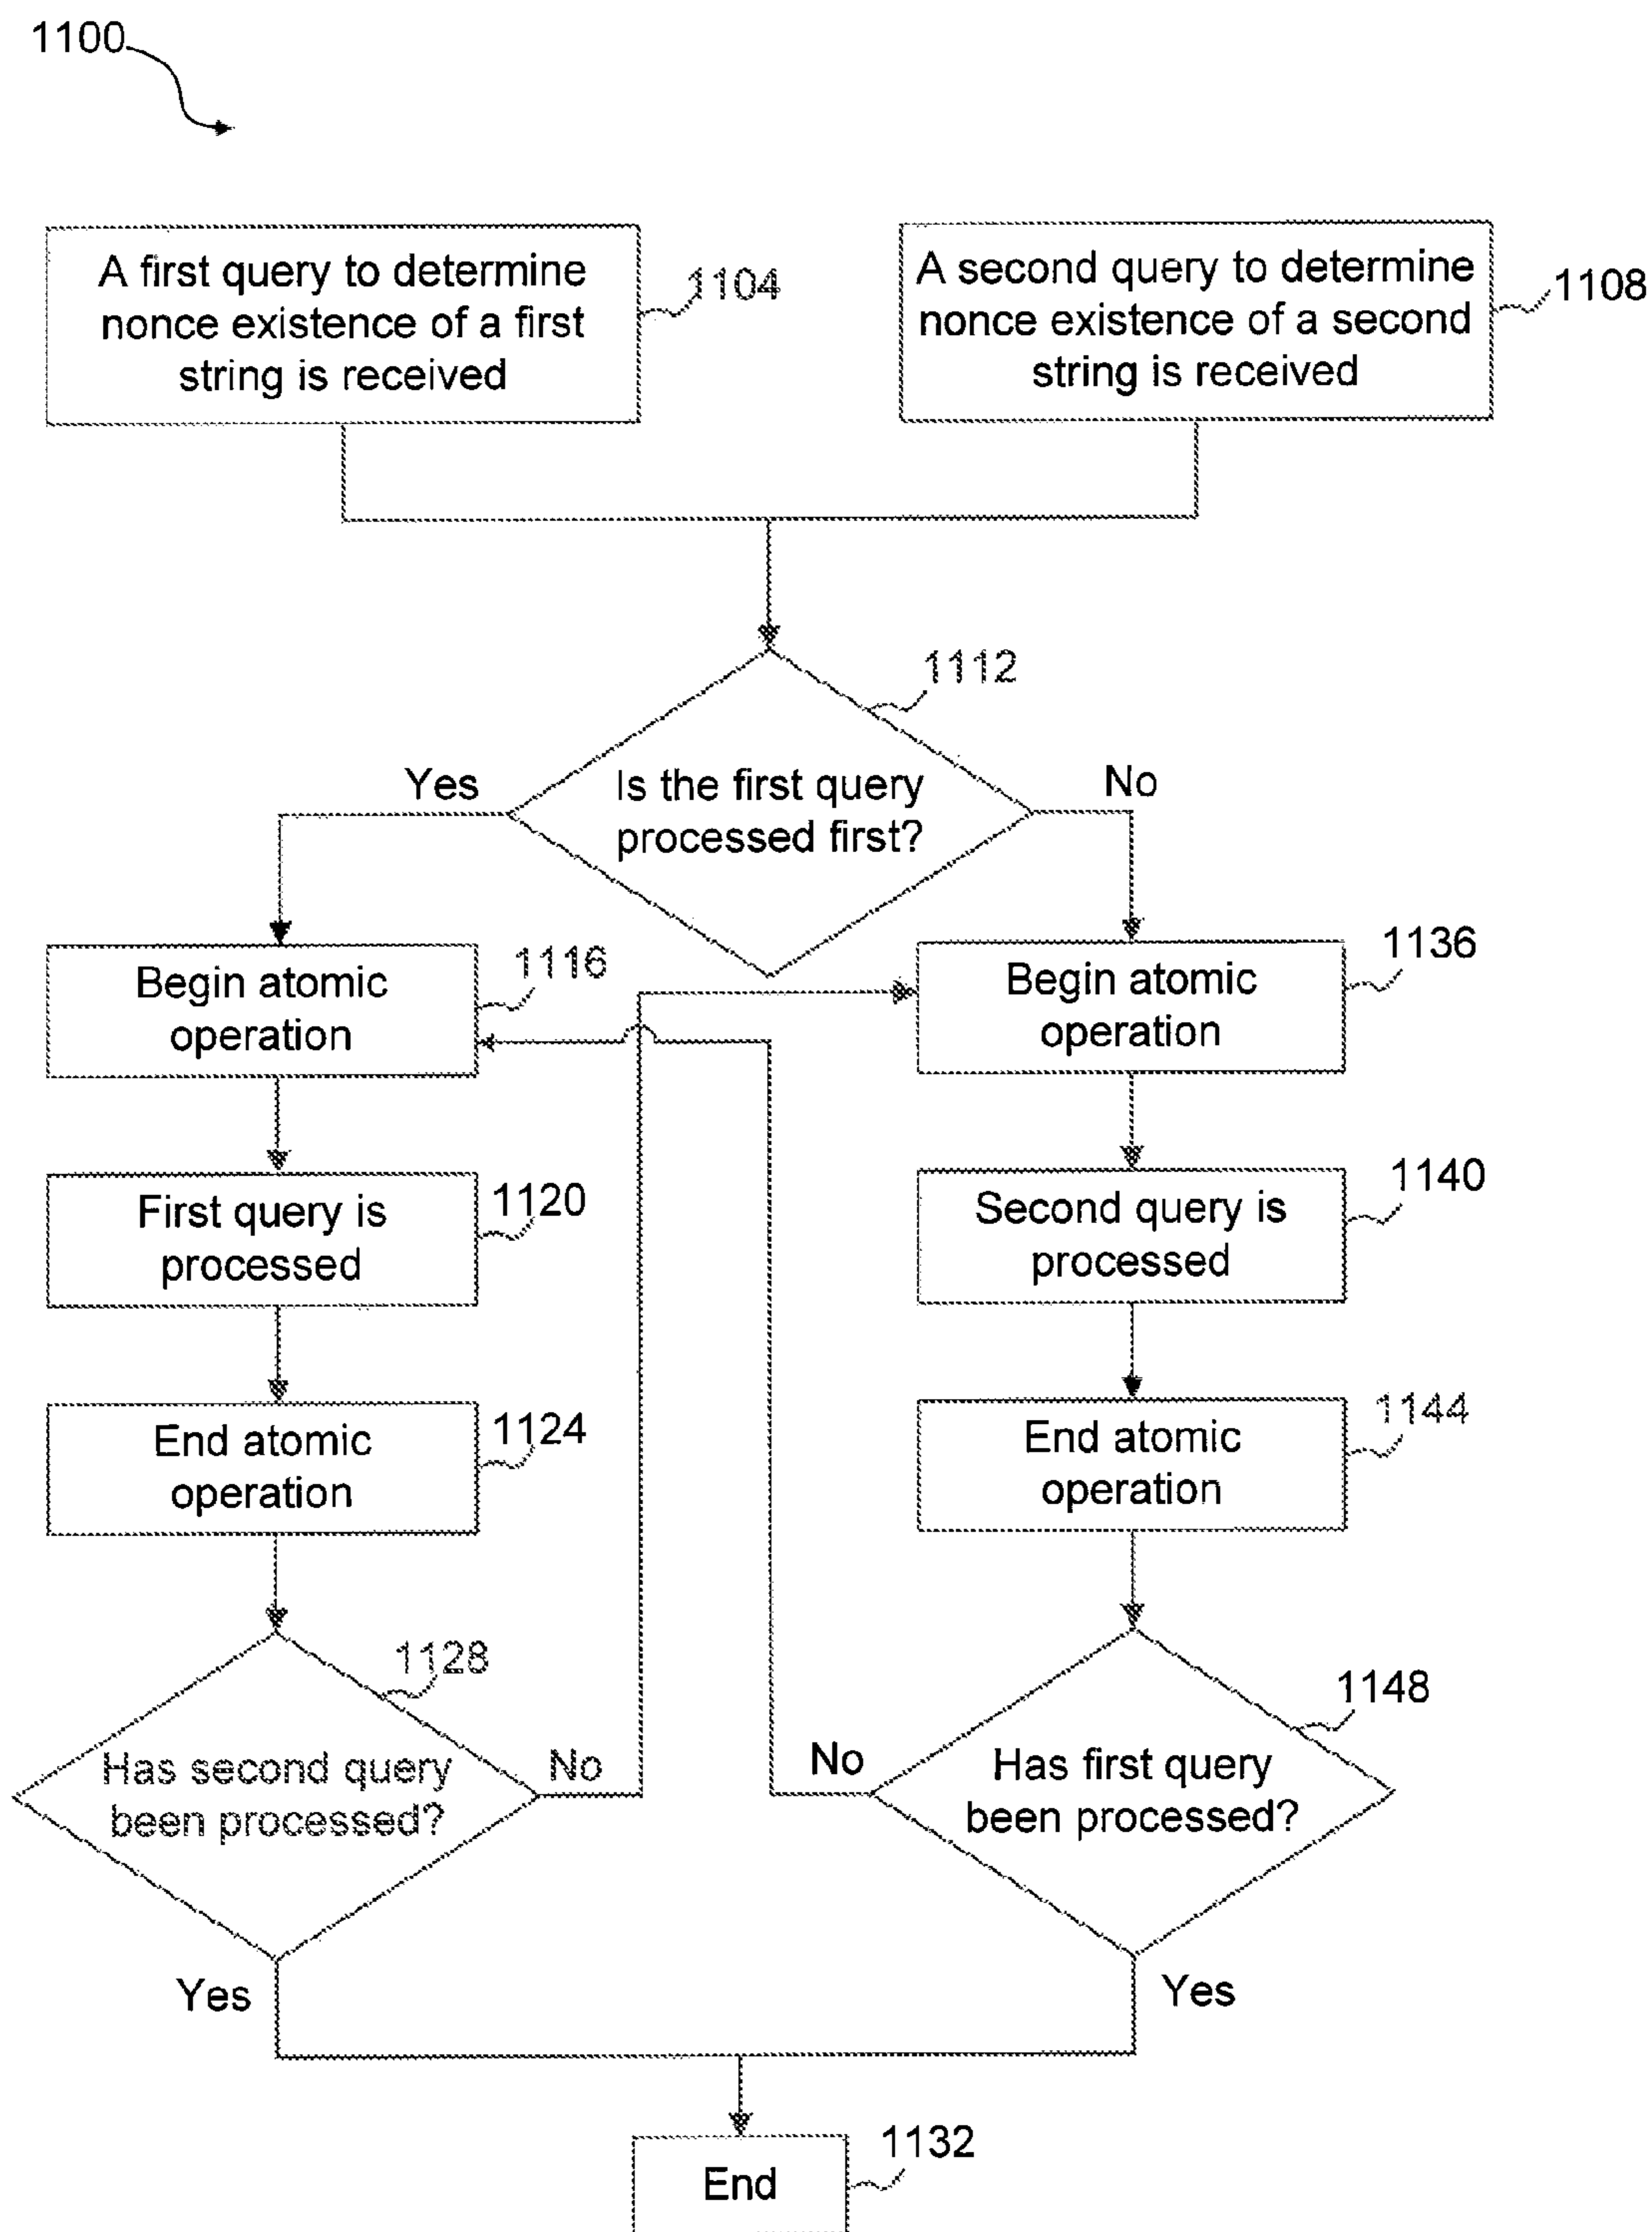 1100
A first query to determine
nonce existence of a first
string is received
1104
A second query to determine
nonce existence of a second
string is received
1108
1112
Is the first query
processed first?
Yes
No
Begin atomic
operation
1116
Begin atomic
operation
1136
First query is
processed
1120
Second query is
processed
1140
End atomic
operation
1124
End atomic
operation
1144
1128
Has second query
been processed?
No
1148
Has first query
been processed?
No
Yes
Yes
End
1132